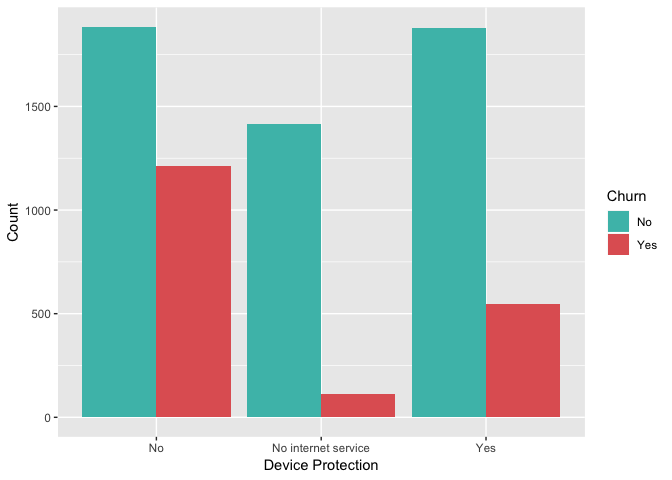 1500
1000
500
0
Count
No
No internet service
Yes
Device Protection
Churn
No
Yes